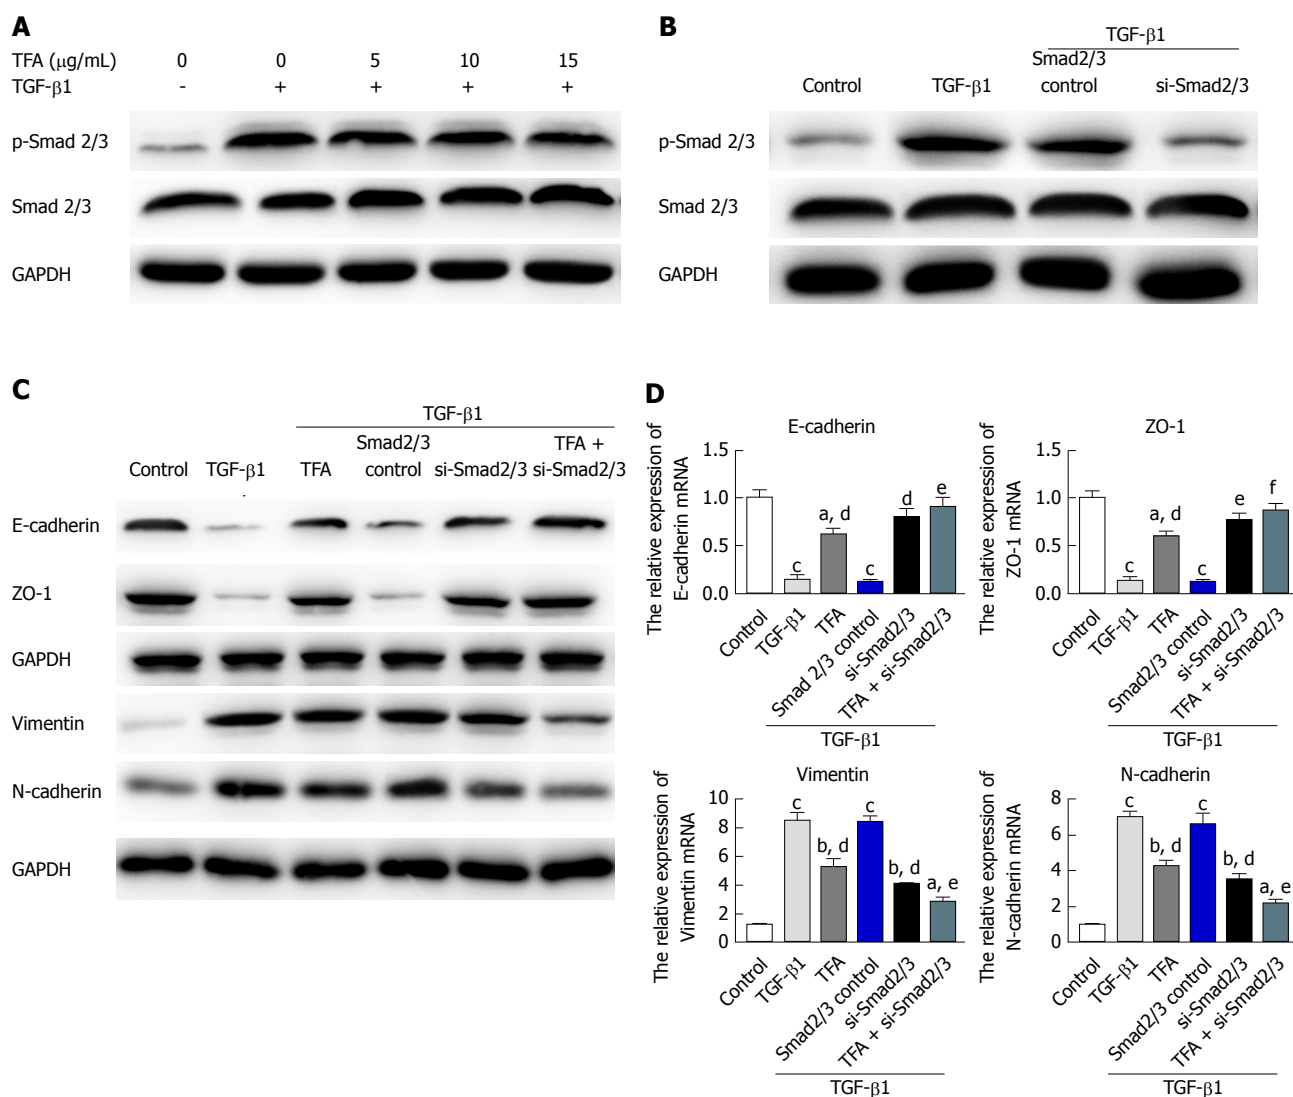 A
TFA (μg/mL) 0 0 5 10 15
TGF-β1 - + + + +
p-Smad 2/3
Smad 2/3
GAPDH
B
TGF-β1
Smad2/3
Control TGF-β1 control si-Smad2/3
p-Smad 2/3
Smad 2/3
GAPDH
C
TGF-β1
Smad2/3 TFA +
Control TGF-β1 TFA control si-Smad2/3 si-Smad2/3
E-cadherin
ZO-1
GAPDH
Vimentin
N-cadherin
GAPDH
D
E-cadherin
The relative expression of
E-cadherin mRNA
1.5
1.0
0.5
0.0
c
a, d
c
d
e
Control
TGF-β1
TFA
Smad 2/3 control
si-Smad2/3
TFA + si-Smad2/3
TGF-β1
ZO-1
The relative expression of
ZO-1 mRNA
1.5
1.0
0.5
0.0
c
a, d
c
e
f
Control
TGF-β1
TFA
Smad2/3 control
si-Smad2/3
TFA + si-Smad2/3
TGF-β1
Vimentin
The relative expression of
Vimentin mRNA
10
8
6
4
2
0
c
b, d
c
b, d
a, e
Control
TGF-β1
TFA
Smad2/3 control
si-Smad2/3
TFA + si-Smad2/3
TGF-β1
N-cadherin
The relative expression of
N-cadherin mRNA
8
6
4
2
0
c
b, d
c
b, d
a, e
Control
TGF-β1
TFA
Smad2/3 control
si-Smad2/3
TFA + si-Smad2/3
TGF-β1